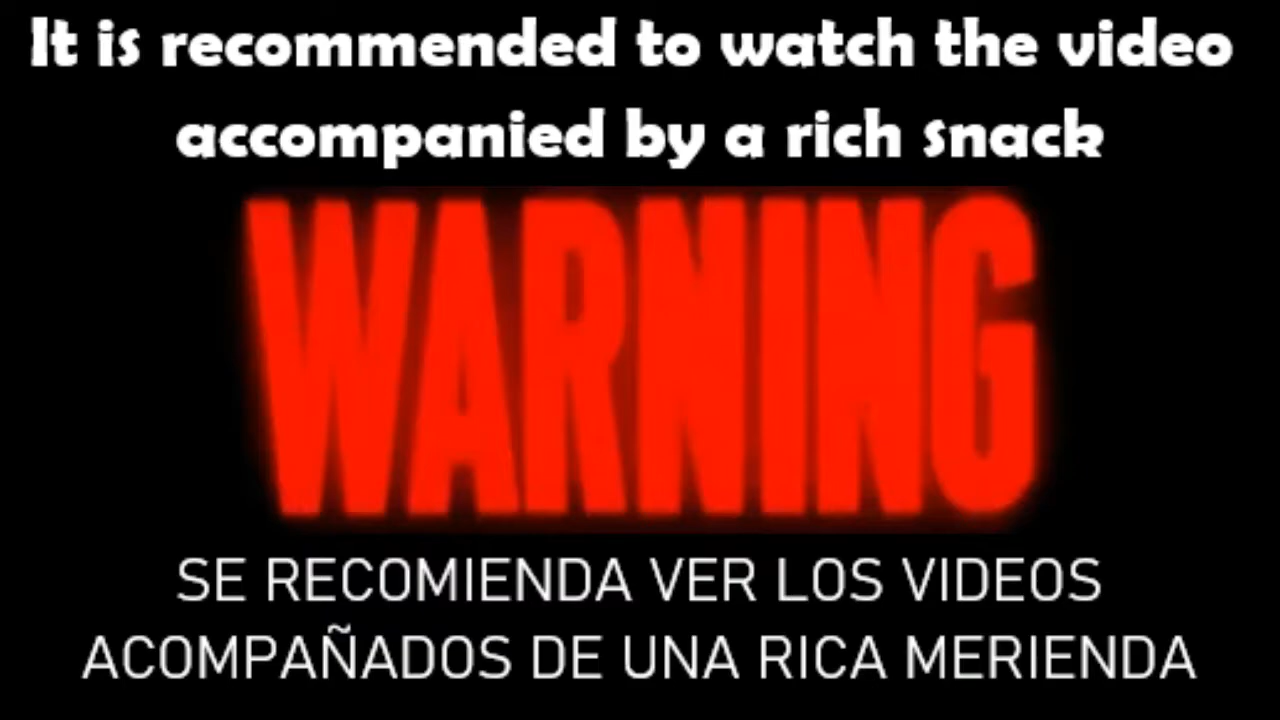 It is recommended to watch the video
accompanied by a rich snack
WARNING
SE RECOMIENDA VER LOS VIDEOS
ACOMPAÑADOS DE UNA RICA MERIENDA